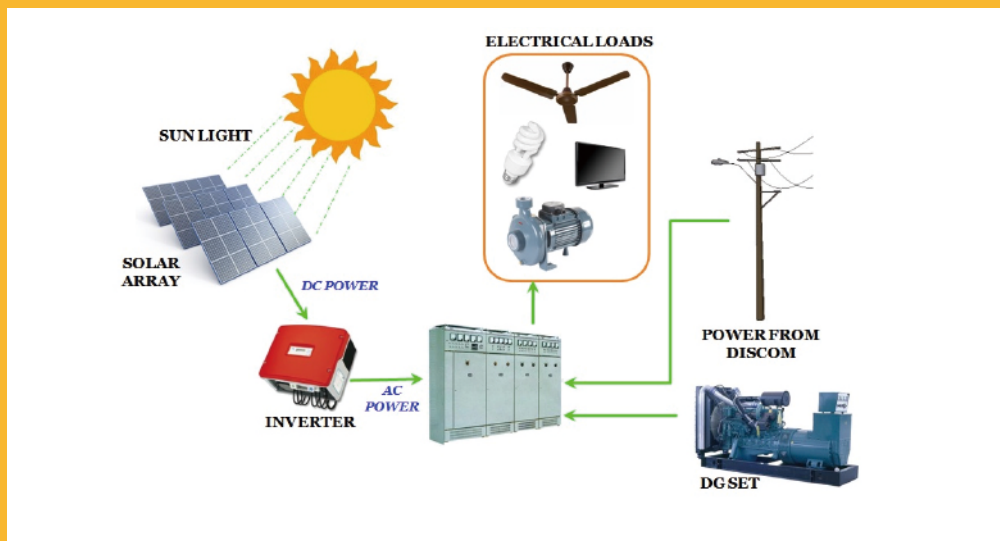 ELECTRICAL LOADS
SUN LIGHT
SOLAR
ARRAY
DC POWER
POWER FROM
DISCOM
AC
POWER
INVERTER
DG SET